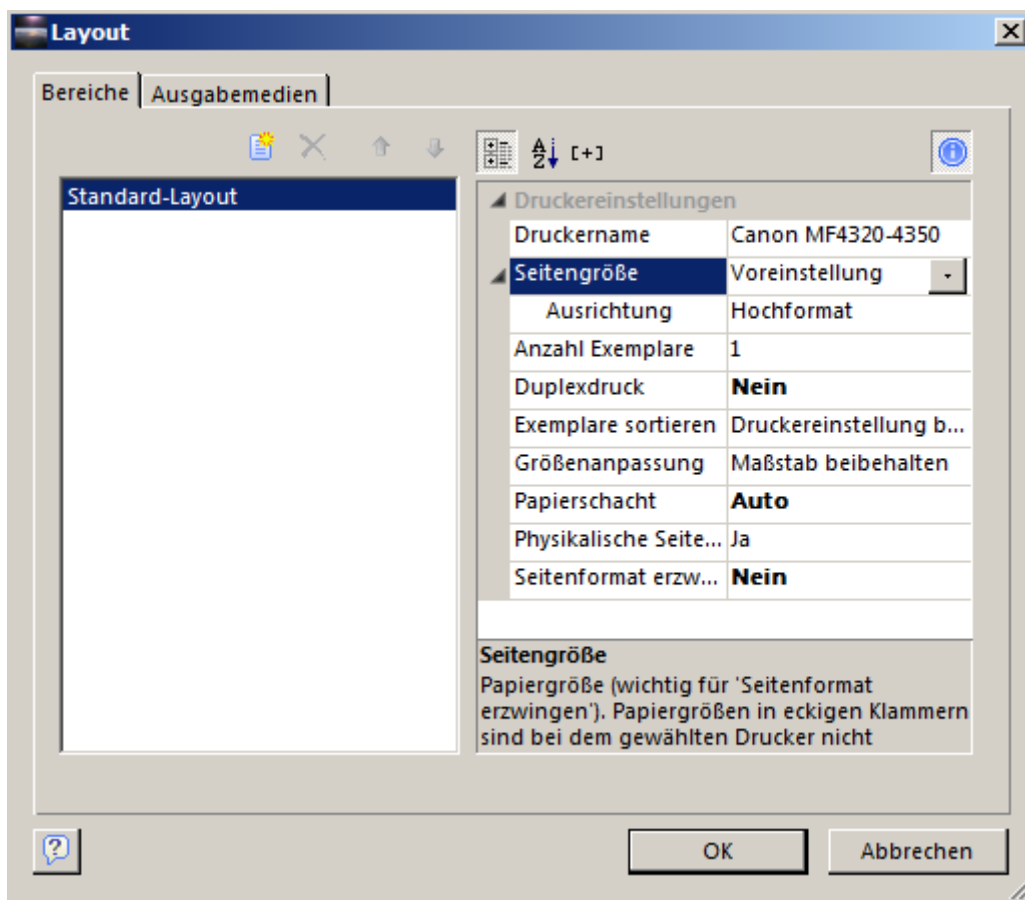 Layout
Bereiche Ausgabemedien
[+]
Standard-Layout
Druckereinstellungen
Druckername Canon MF4320-4350
Seitengröße Voreinstellung
Ausrichtung Hochformat
Anzahl Exemplare 1
Duplexdruck Nein
Exemplare sortieren Druckereinstellung b...
Größenanpassung Maßstab beibehalten
Papierschacht Auto
Physikalische Seite... Ja
Seitenformat erzw... Nein
Seitengröße
Papiergröße (wichtig für 'Seitenformat
erzwingen'). Papiergrößen in eckigen Klammern
sind bei dem gewählten Drucker nicht
OK Abbrechen